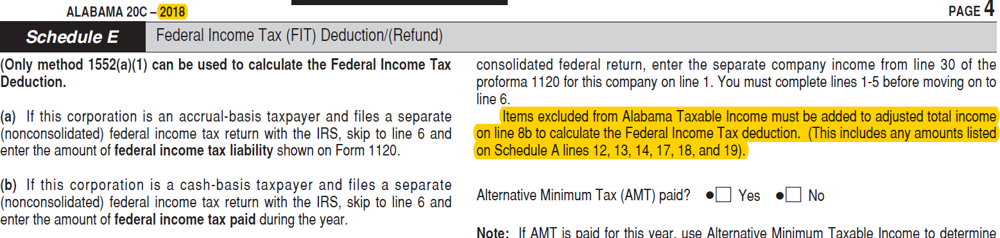 ALABAMA 20C – 2018
PAGE 4
Schedule E
Federal Income Tax (FIT) Deduction/(Refund)
(Only method 1552(a)(1) can be used to calculate the Federal Income Tax
Deduction.
(a) If this corporation is an accrual-basis taxpayer and files a separate
(nonconsolidated) federal income tax return with the IRS, skip to line 6 and
enter the amount of federal income tax liability shown on Form 1120.
(b) If this corporation is a cash-basis taxpayer and files a separate
(nonconsolidated) federal income tax return with the IRS, skip to line 6 and
enter the amount of federal income tax paid during the year.
consolidated federal return, enter the separate company income from line 30 of the
proforma 1120 for this company on line 1. You must complete lines 1-5 before moving on to
line 6.
Items excluded from Alabama Taxable Income must be added to adjusted total income
on line 8b to calculate the Federal Income Tax deduction. (This includes any amounts listed
on Schedule A lines 12, 13, 14, 17, 18, and 19).
Alternative Minimum Tax (AMT) paid? ● □ Yes ● □ No
Note: If AMT is paid for this year, use Alternative Minimum Taxable Income to determine